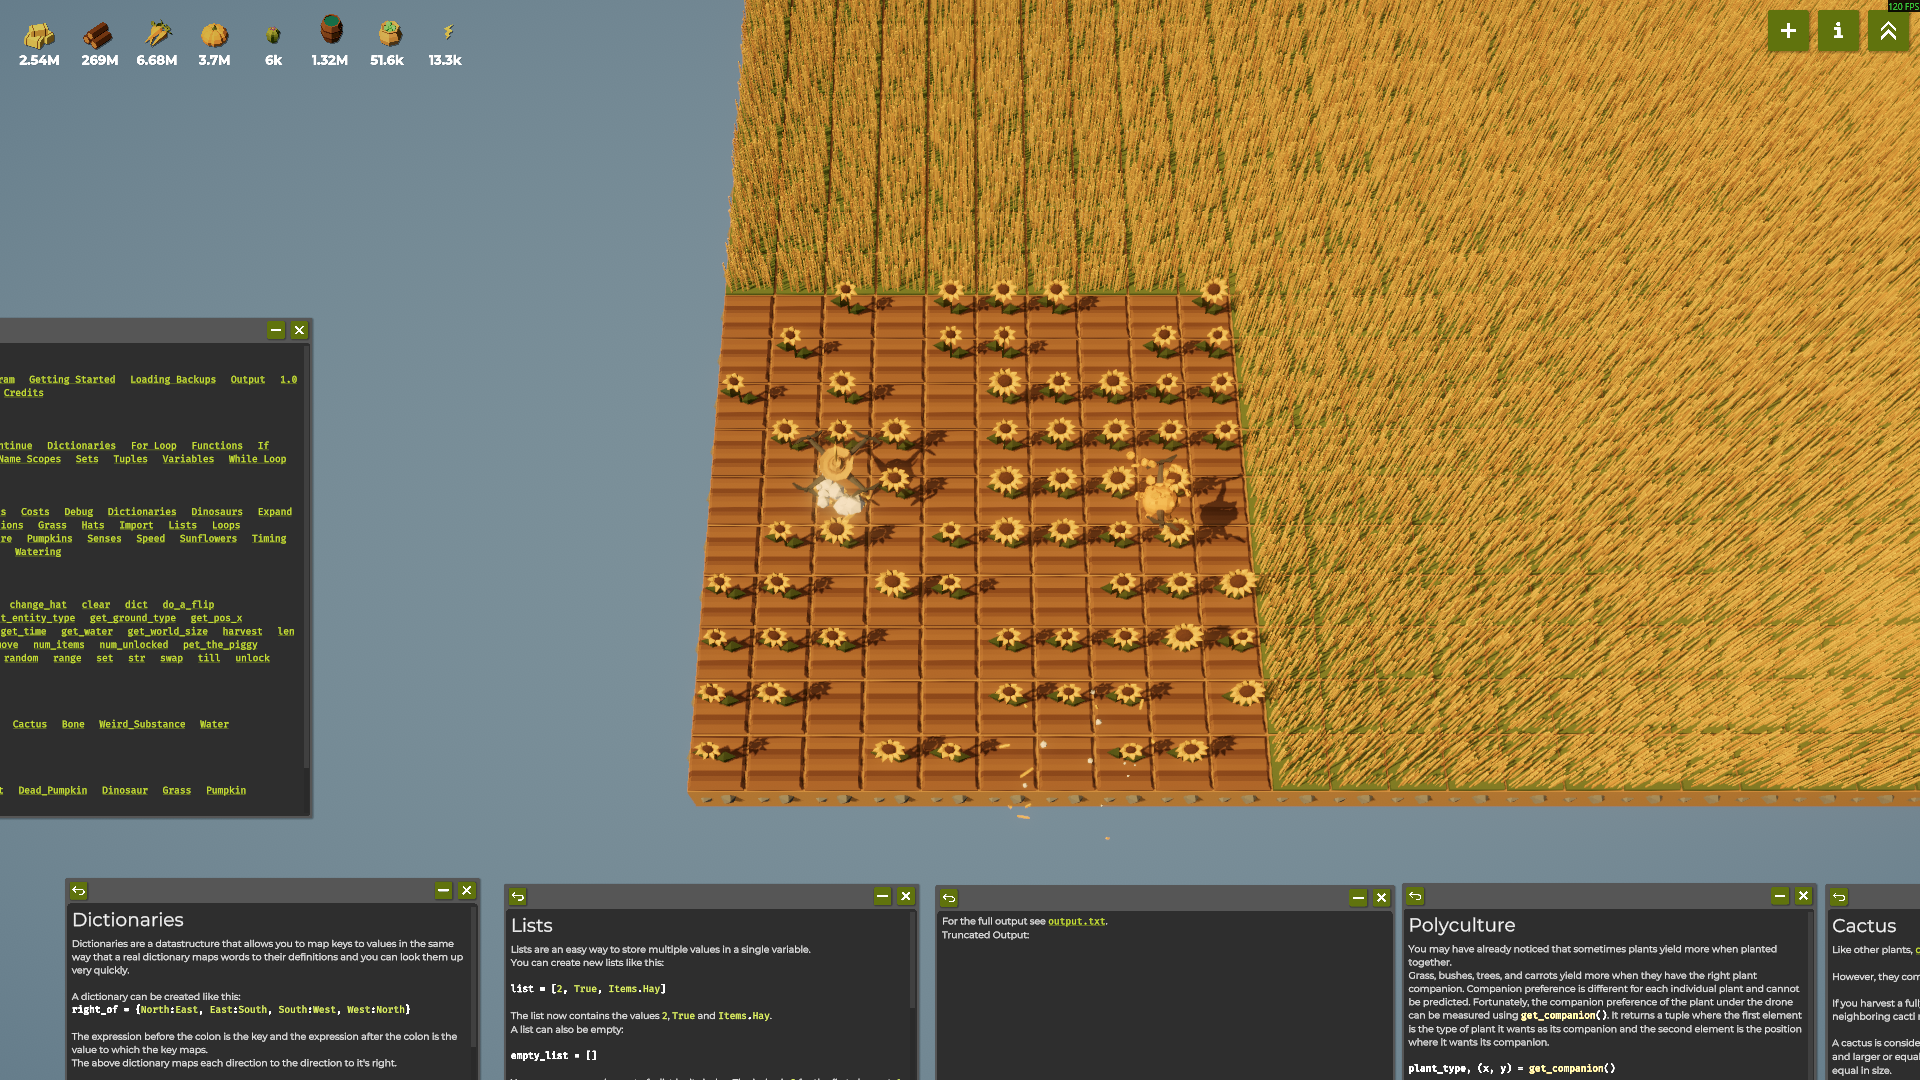 120 FPS
2.54M 269M 6.68M 3.7M 6k 1.32M 51.6k 13.3k
ram Getting Started Loading Backups Output 1.0
Credits
ntinue Dictionaries For Loop Functions If
Name Scopes Sets Tuples Variables While Loop
s Costs Debug Dictionaries Dinosaurs Expand
ions Grass Hats Import Lists Loops
re Pumpkins Senses Speed Sunflowers Timing
Watering
change_hat clear dict do_a_flip
t_entity_type get_ground_type get_pos_x
get_time get_water get_world_size harvest len
ove num_items num_unlocked pet_the_piggy
random range set str swap till unlock
Cactus Bone Weird_Substance Water
t Dead_Pumpkin Dinosaur Grass Pumpkin
Dictionaries
Dictionaries are a datastructure that allows you to map keys to values in the same
way that a real dictionary maps words to their definitions and you can look them up
very quickly.
A dictionary can be created like this:
right_of = {North:East, East:South, South:West, West:North}
The expression before the colon is the key and the expression after the colon is the
value to which the key maps.
The above dictionary maps each direction to the direction to it's right.
Lists
Lists are an easy way to store multiple values in a single variable.
You can create new lists like this:
list = [2, True, Items.Hay]
The list now contains the values 2, True and Items.Hay.
A list can also be empty:
empty_list = []
For the full output see output.txt.
Truncated Output:
Polyculture
You may have already noticed that sometimes plants yield more when planted
together.
Grass, bushes, trees, and carrots yield more when they have the right plant
companion. Companion preference is different for each individual plant and cannot
be predicted. Fortunately, the companion preference of the plant under the drone
can be measured using get_companion(). It returns a tuple where the first element
is the type of plant it wants as its companion and the second element is the position
where it wants its companion.
plant_type, (x, y) = get_companion()
Cactus
Like other plants, c
However, they com
If you harvest a full
neighboring cacti
A cactus is conside
and larger or equal
equal in size.